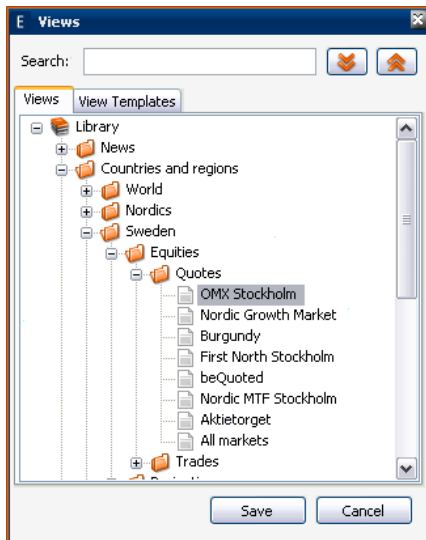 E Views
Search:
Views View Templates
Library
News
Countries and regions
World
Nordics
Sweden
Equities
Quotes
OMX Stockholm
Nordic Growth Market
Burgundy
First North Stockholm
beQuoted
Nordic MTF Stockholm
Aktietorget
All markets
Trades
Save Cancel